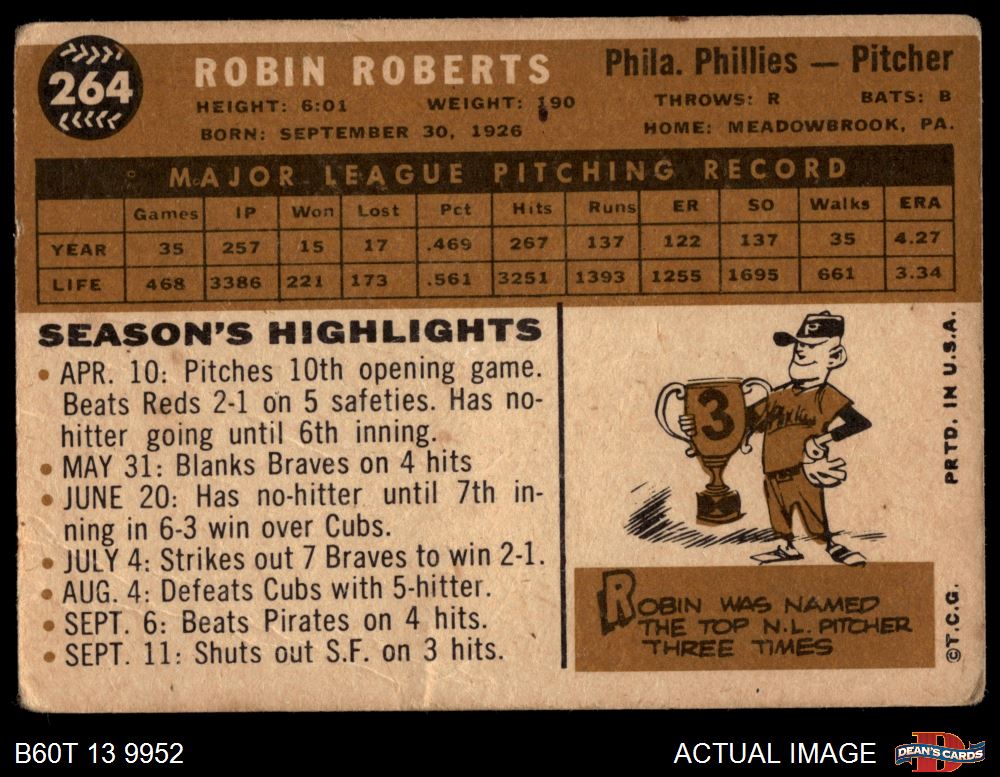 264
ROBIN ROBERTS
Phila. Phillies — Pitcher
HEIGHT: 6:01 WEIGHT: 190 THROWS: R BATS: B
BORN: SEPTEMBER 30, 1926 HOME: MEADOWBROOK, PA.
MAJOR LEAGUE PITCHING RECORD
Games IP Won Lost Pct Hits Runs ER SO Walks ERA
YEAR 35 257 15 17 .469 267 137 122 137 35 4.27
LIFE 468 3386 221 173 .561 3251 1393 1255 1695 661 3.34
SEASON'S HIGHLIGHTS
• APR. 10: Pitches 10th opening game.
Beats Reds 2-1 on 5 safeties. Has no-
hitter going until 6th inning.
• MAY 31: Blanks Braves on 4 hits
• JUNE 20: Has no-hitter until 7th in-
ning in 6-3 win over Cubs.
• JULY 4: Strikes out 7 Braves to win 2-1.
• AUG. 4: Defeats Cubs with 5-hitter.
• SEPT. 6: Beats Pirates on 4 hits.
• SEPT. 11: Shuts out S.F. on 3 hits.
P
3
ROBIN WAS NAMED
THE TOP N.L. PITCHER
THREE TIMES
PRTD. IN U.S.A.
©T.C.G.
B60T 13 9952
ACTUAL IMAGE
D
DEAN'S CARDS